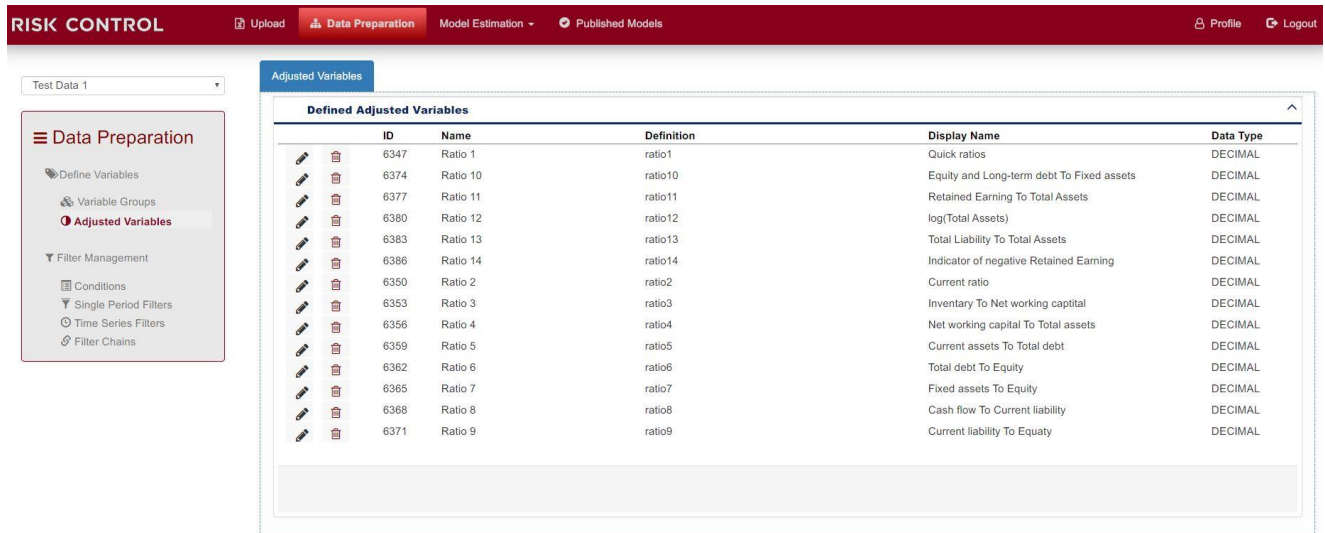 RISK CONTROL Upload Data Preparation Model Estimation Published Models Profile Logout
Test Data 1
Data Preparation
Define Variables
Variable Groups
Adjusted Variables
Filter Management
Conditions
Single Period Filters
Time Series Filters
Filter Chains
Adjusted Variables
Defined Adjusted Variables
ID Name Definition Display Name Data Type
6347 Ratio 1 ratio1 Quick ratios DECIMAL
6374 Ratio 10 ratio10 Equity and Long-term debt To Fixed assets DECIMAL
6377 Ratio 11 ratio11 Retained Earning To Total Assets DECIMAL
6380 Ratio 12 ratio12 log(Total Assets) DECIMAL
6383 Ratio 13 ratio13 Total Liability To Total Assets DECIMAL
6386 Ratio 14 ratio14 Indicator of negative Retained Earning DECIMAL
6350 Ratio 2 ratio2 Current ratio DECIMAL
6353 Ratio 3 ratio3 Inventary To Net working captital DECIMAL
6356 Ratio 4 ratio4 Net working capital To Total assets DECIMAL
6359 Ratio 5 ratio5 Current assets To Total debt DECIMAL
6362 Ratio 6 ratio6 Total debt To Equity DECIMAL
6365 Ratio 7 ratio7 Fixed assets To Equity DECIMAL
6368 Ratio 8 ratio8 Cash flow To Current liability DECIMAL
6371 Ratio 9 ratio9 Current liability To Equaty DECIMAL